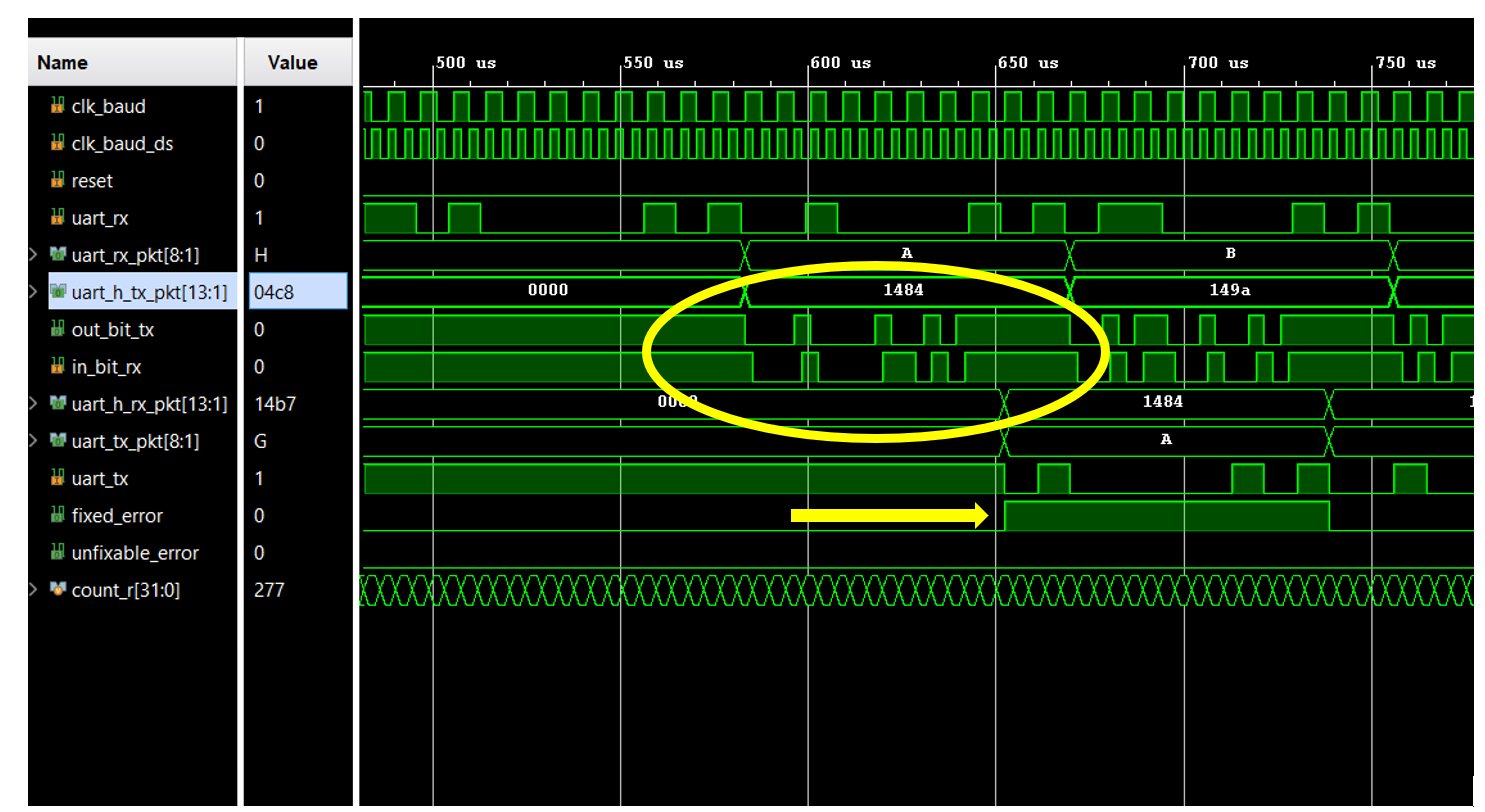 Name Value
500 us 550 us 600 us 650 us 700 us 750 us
clk_baud 1
clk_baud_ds 0
reset 0
uart_rx 1
uart_rx_pkt[8:1] H A B
uart_h_tx_pkt[13:1] 04c8 0000 1484 149a
out_bit_tx 0
in_bit_rx 0
uart_h_rx_pkt[13:1] 14b7 0000 1484 1
uart_tx_pkt[8:1] G A
uart_tx 1
fixed_error 0
unfixable_error 0
count_r[31:0] 277